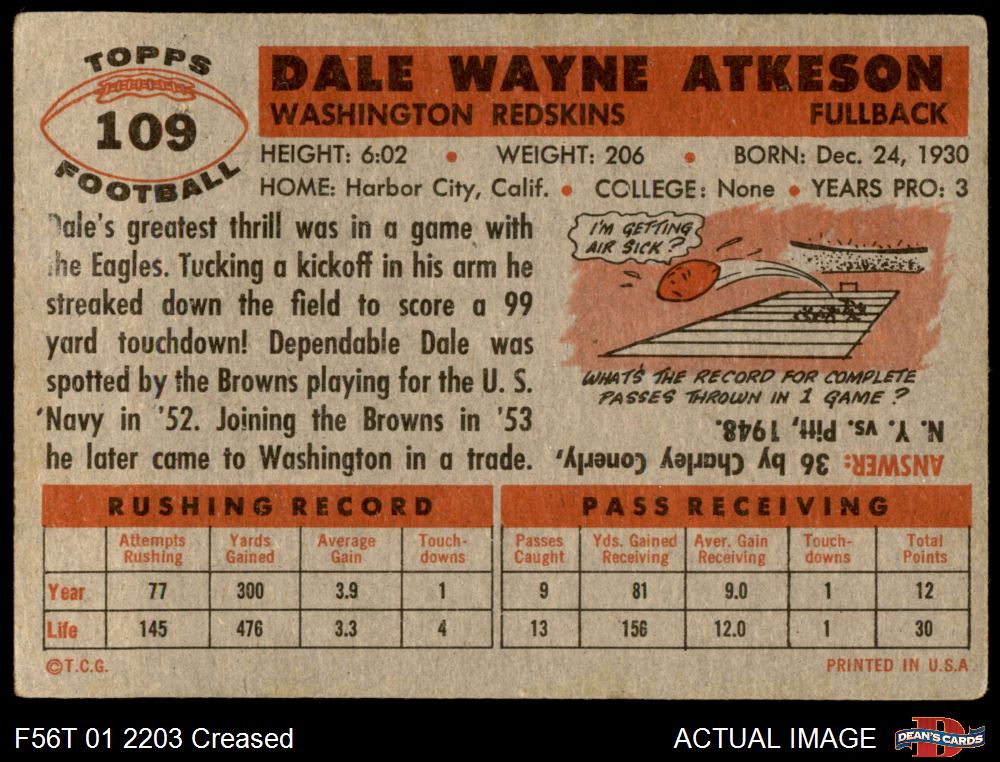 TOPPS
109
FOOTBALL
DALE WAYNE ATKESON
WASHINGTON REDSKINS FULLBACK
HEIGHT: 6:02 • WEIGHT: 206 • BORN: Dec. 24, 1930
HOME: Harbor City, Calif. • COLLEGE: None • YEARS PRO: 3
Dale's greatest thrill was in a game with
the Eagles. Tucking a kickoff in his arm he
streaked down the field to score a 99
yard touchdown! Dependable Dale was
spotted by the Browns playing for the U. S.
Navy in '52. Joining the Browns in '53
he later came to Washington in a trade.
I'M GETTING
AIR SICK?
WHAT'S THE RECORD FOR COMPLETE
PASSES THROWN IN 1 GAME?
ANSWER: 36 by Charley Conerly,
N. Y. vs. Pitt, 1948.
RUSHING RECORD
Attempts Rushing Yards Gained Average Gain Touch-downs
Year 77 300 3.9 1
Life 145 476 3.3 4
PASS RECEIVING
Passes Caught Yds. Gained Receiving Aver. Gain Receiving Touch-downs Total Points
9 81 9.0 1 12
13 156 12.0 1 30
©T.C.G. PRINTED IN U.S.A
F56T 01 2203 Creased ACTUAL IMAGE
DEAN'S CARDS